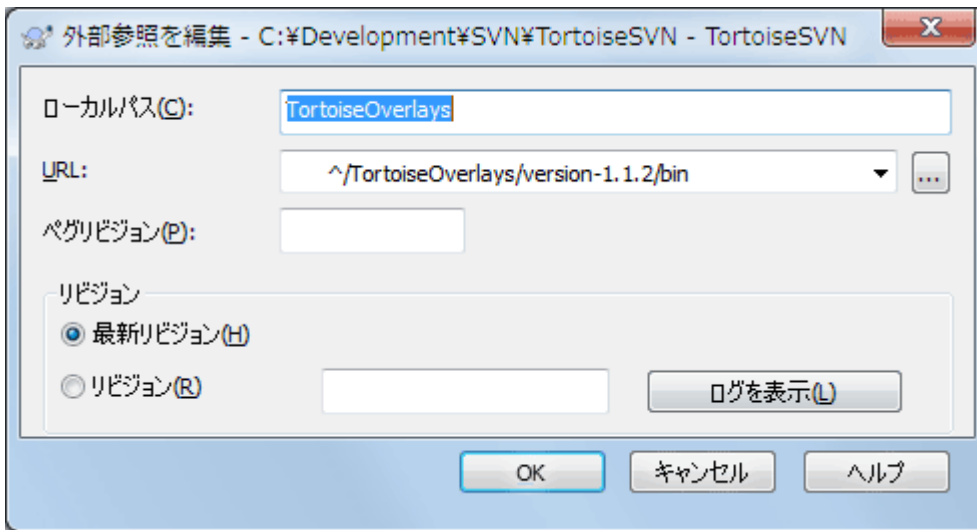 外部参照を編集 - C:¥Development¥SVN¥TortoiseSVN - TortoiseSVN
ローカルパス(C):
TortoiseOverlays
URL:
^/TortoiseOverlays/version-1.1.2/bin
...
ペグリビジョン(P):
リビジョン
最新リビジョン(H)
リビジョン(R)
ログを表示(L)
OK
キャンセル
ヘルプ